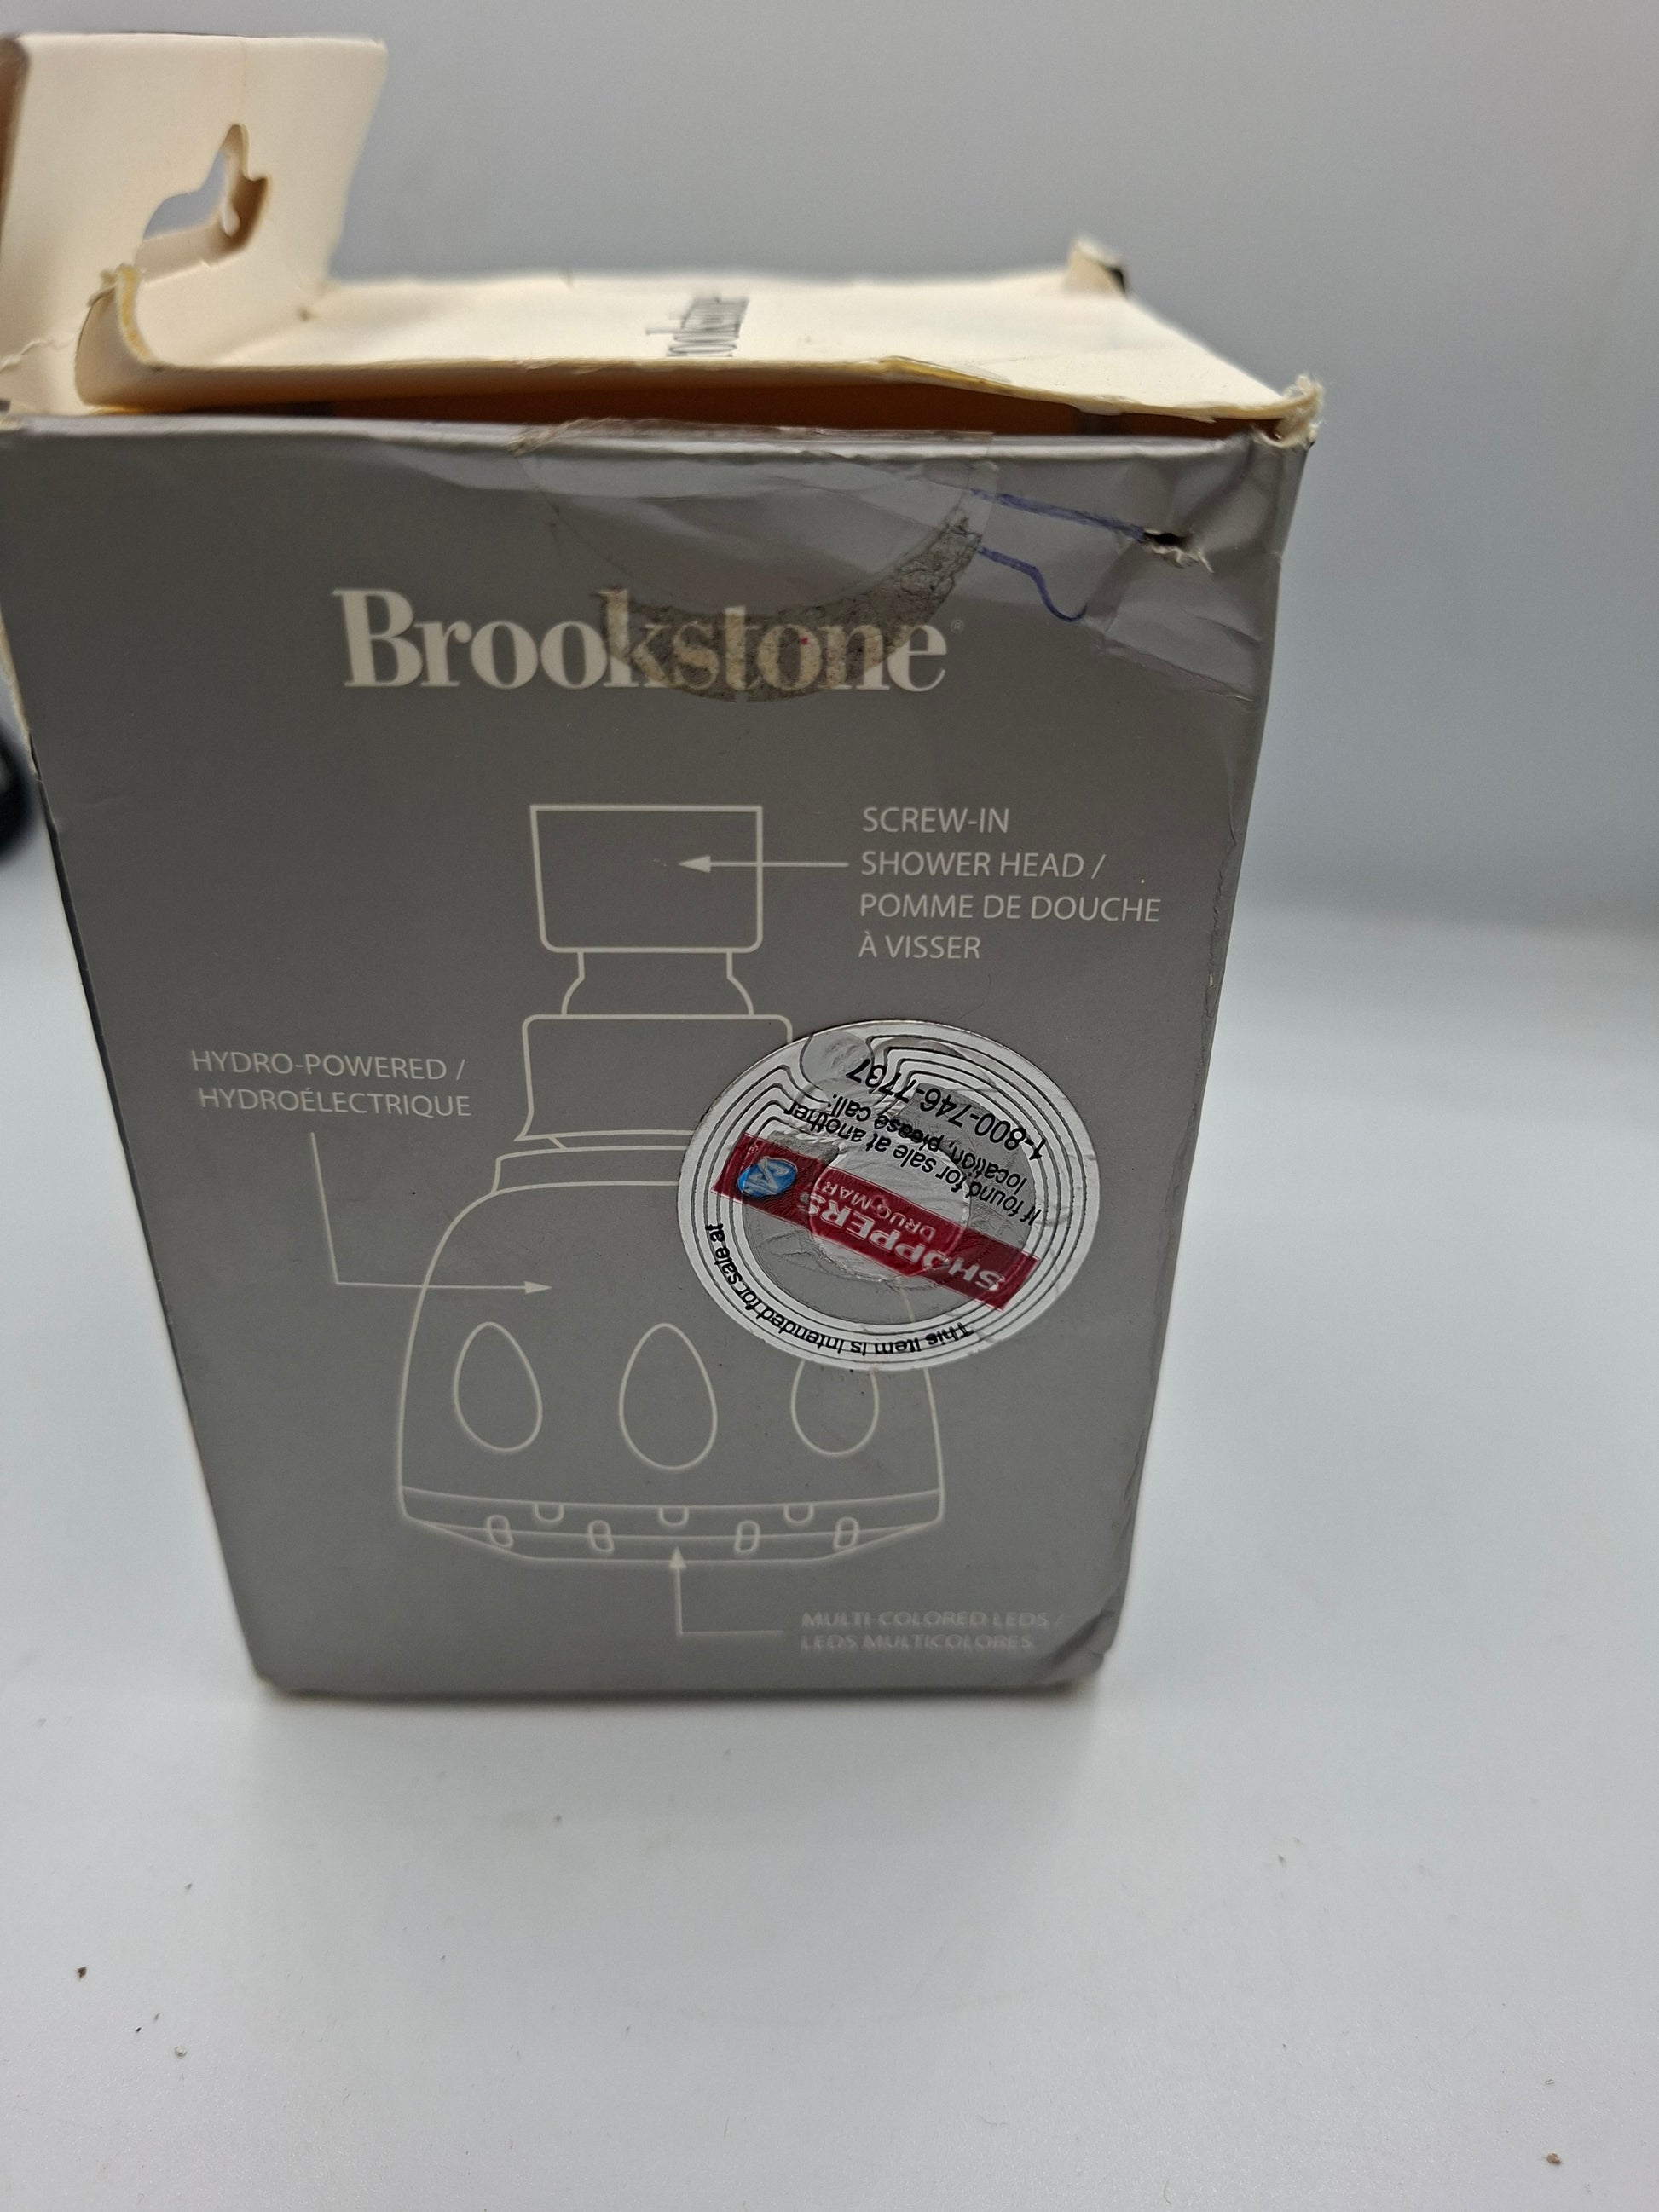 Brookstone®
SCREW-IN
SHOWER HEAD /
POMME DE DOUCHE
À VISSER
HYDRO-POWERED /
HYDROÉLECTRIQUE
This item is intended for sale at
SHOPPERS
DRUG MART
If found for sale at another
location, please call:
1-800-746-7737
MULTI-COLORED LEDS /
LEDS MULTICOLORES